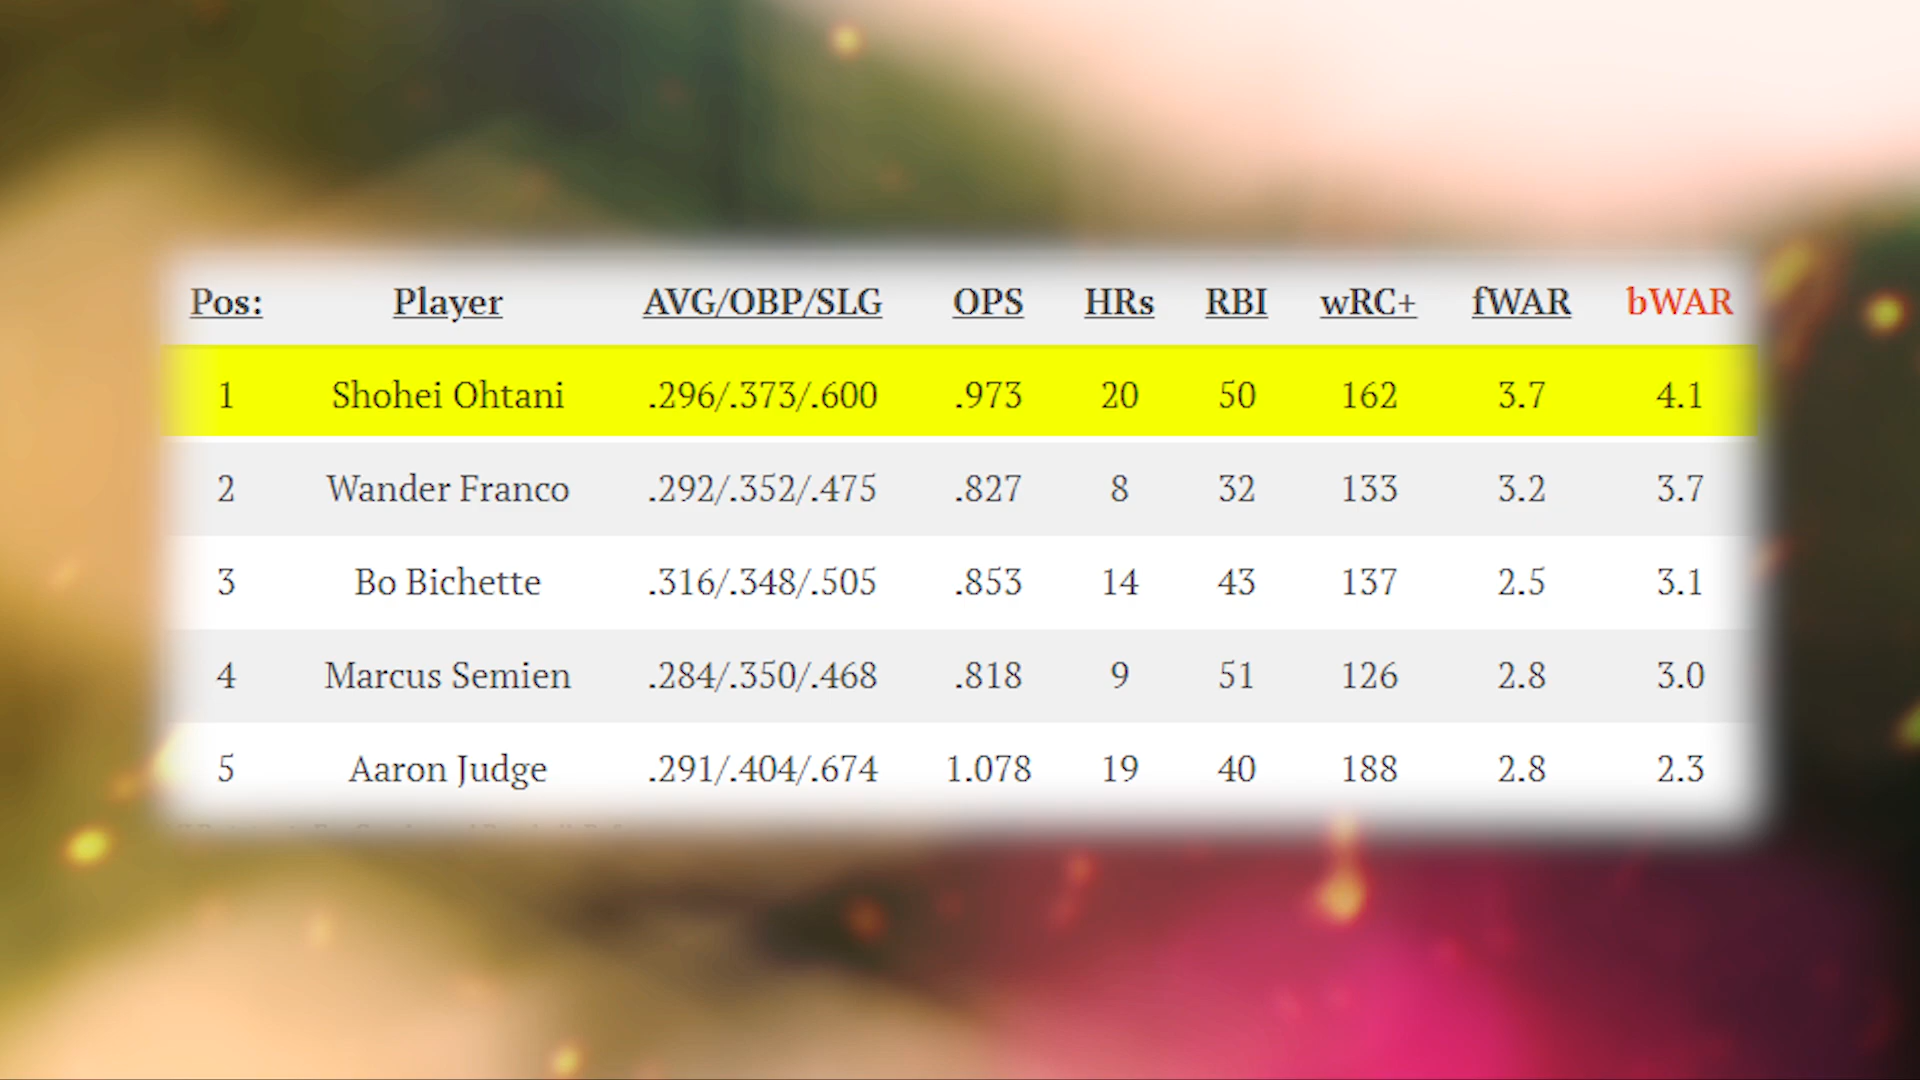 Pos: Player AVG/OBP/SLG OPS HRs RBI wRC+ fWAR bWAR
1 Shohei Ohtani .296/.373/.600 .973 20 50 162 3.7 4.1
2 Wander Franco .292/.352/.475 .827 8 32 133 3.2 3.7
3 Bo Bichette .316/.348/.505 .853 14 43 137 2.5 3.1
4 Marcus Semien .284/.350/.468 .818 9 51 126 2.8 3.0
5 Aaron Judge .291/.404/.674 1.078 19 40 188 2.8 2.3